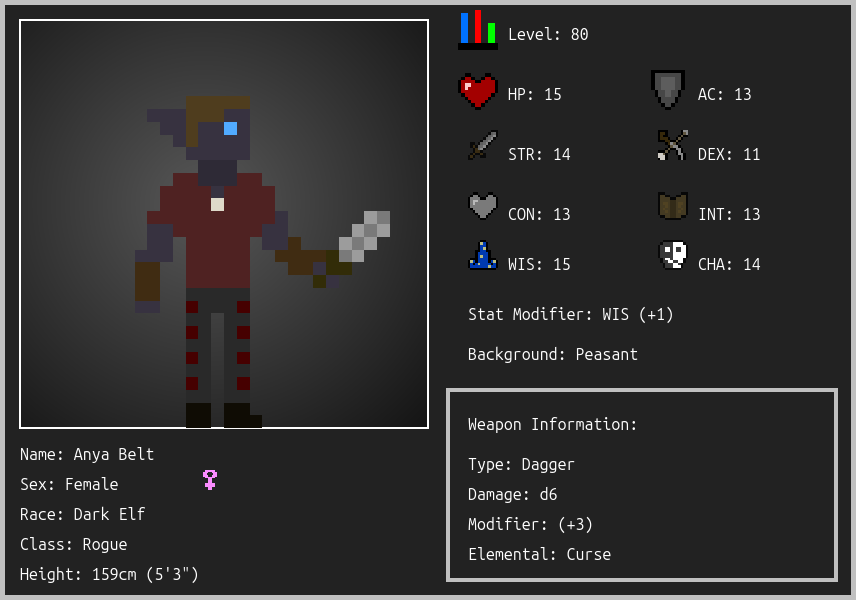 Level: 80
HP: 15
AC: 13
STR: 14
DEX: 11
CON: 13
INT: 13
WIS: 15
CHA: 14
Stat Modifier: WIS (+1)
Background: Peasant
Weapon Information:
Type: Dagger
Damage: d6
Modifier: (+3)
Elemental: Curse
Name: Anya Belt
Sex: Female
Race: Dark Elf
Class: Rogue
Height: 159cm (5'3")